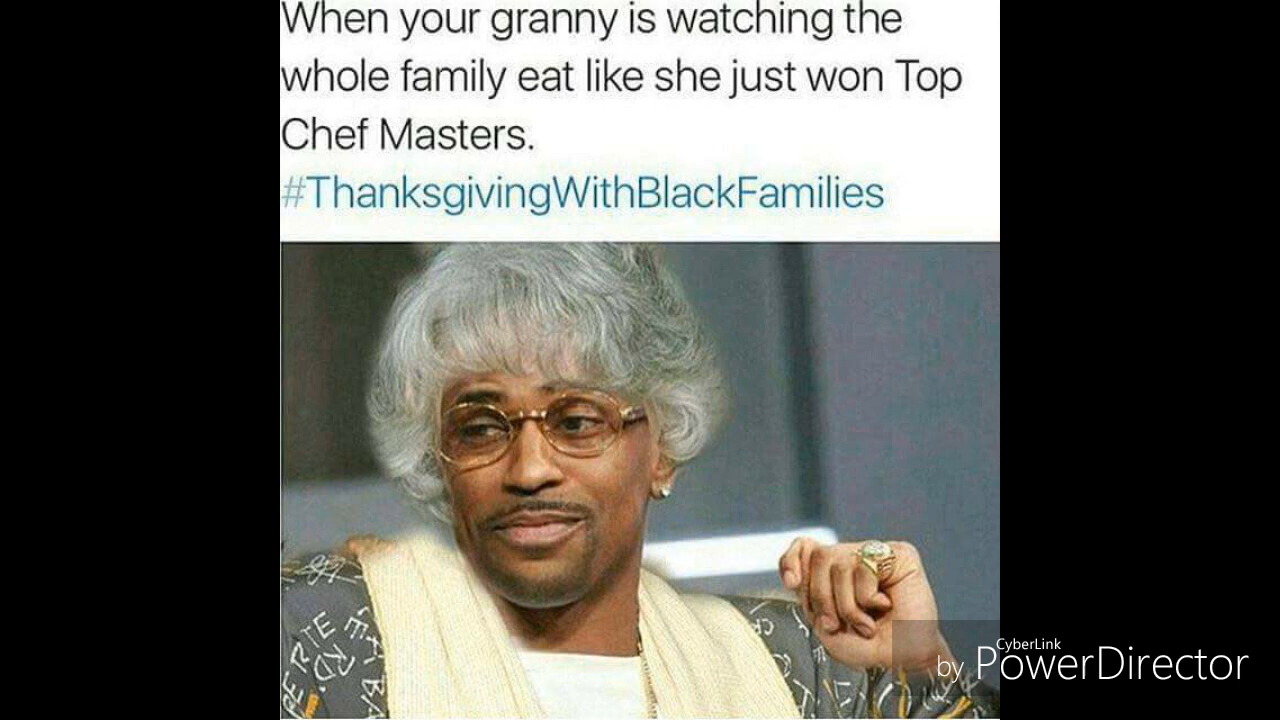 When your granny is watching the
whole family eat like she just won Top
Chef Masters.
#ThanksgivingWithBlackFamilies
CyberLink
by PowerDirector